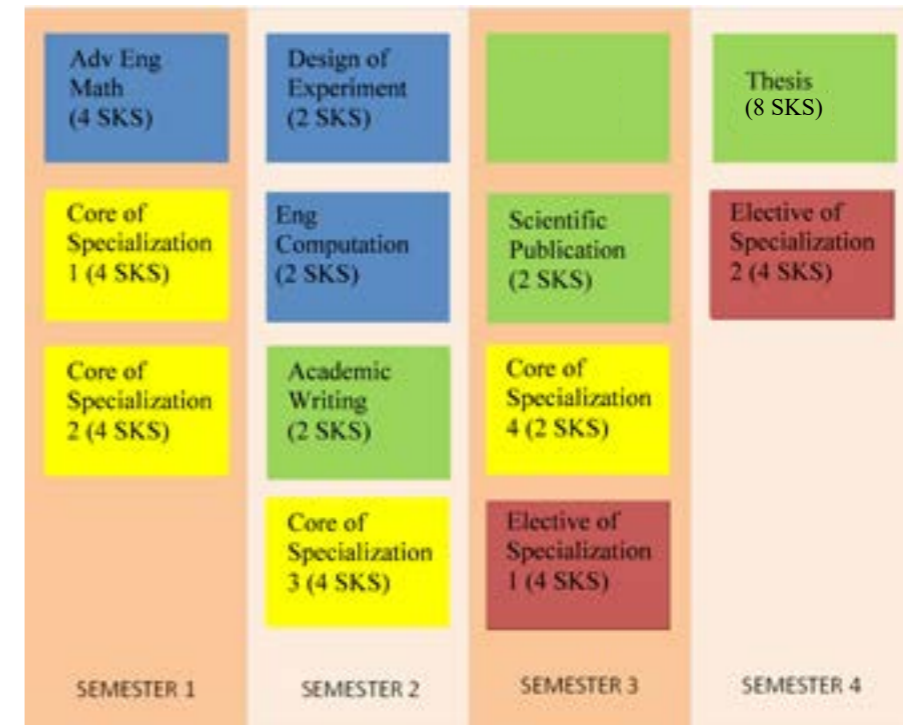 Adv Eng
Math
(4 SKS)
Core of
Specialization
1 (4 SKS)
Core of
Specialization
2 (4 SKS)
SEMESTER 1
Design of
Experiment
(2 SKS)
Eng
Computation
(2 SKS)
Academic
Writing
(2 SKS)
Core of
Specialization
3 (4 SKS)
SEMESTER 2
Scientific
Publication
(2 SKS)
Core of
Specialization
4 (2 SKS)
Elective of
Specialization
1 (4 SKS)
SEMESTER 3
Thesis
(8 SKS)
Elective of
Specialization
2 (4 SKS)
SEMESTER 4